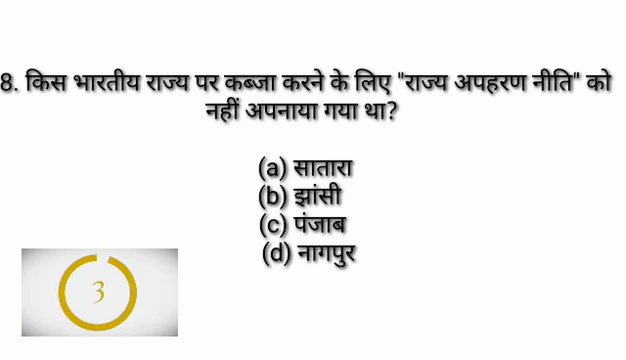 8. किस भारतीय राज्य पर कब्जा करने के लिए "राज्य अपहरण नीति" को
नहीं अपनाया गया था?
(a) सातारा
(b) झांसी
(c) पंजाब
(d) नागपुर
3